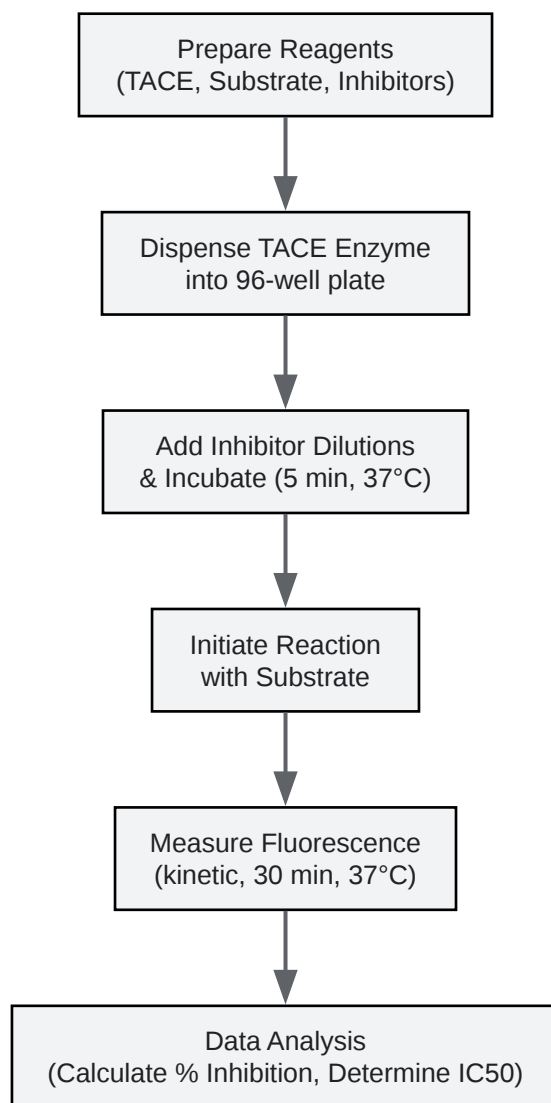 Prepare Reagents
(TACE, Substrate, Inhibitors)
Dispense TACE Enzyme
into 96-well plate
Add Inhibitor Dilutions
& Incubate (5 min, 37°C)
Initiate Reaction
with Substrate
Measure Fluorescence
(kinetic, 30 min, 37°C)
Data Analysis
(Calculate % Inhibition, Determine IC50)